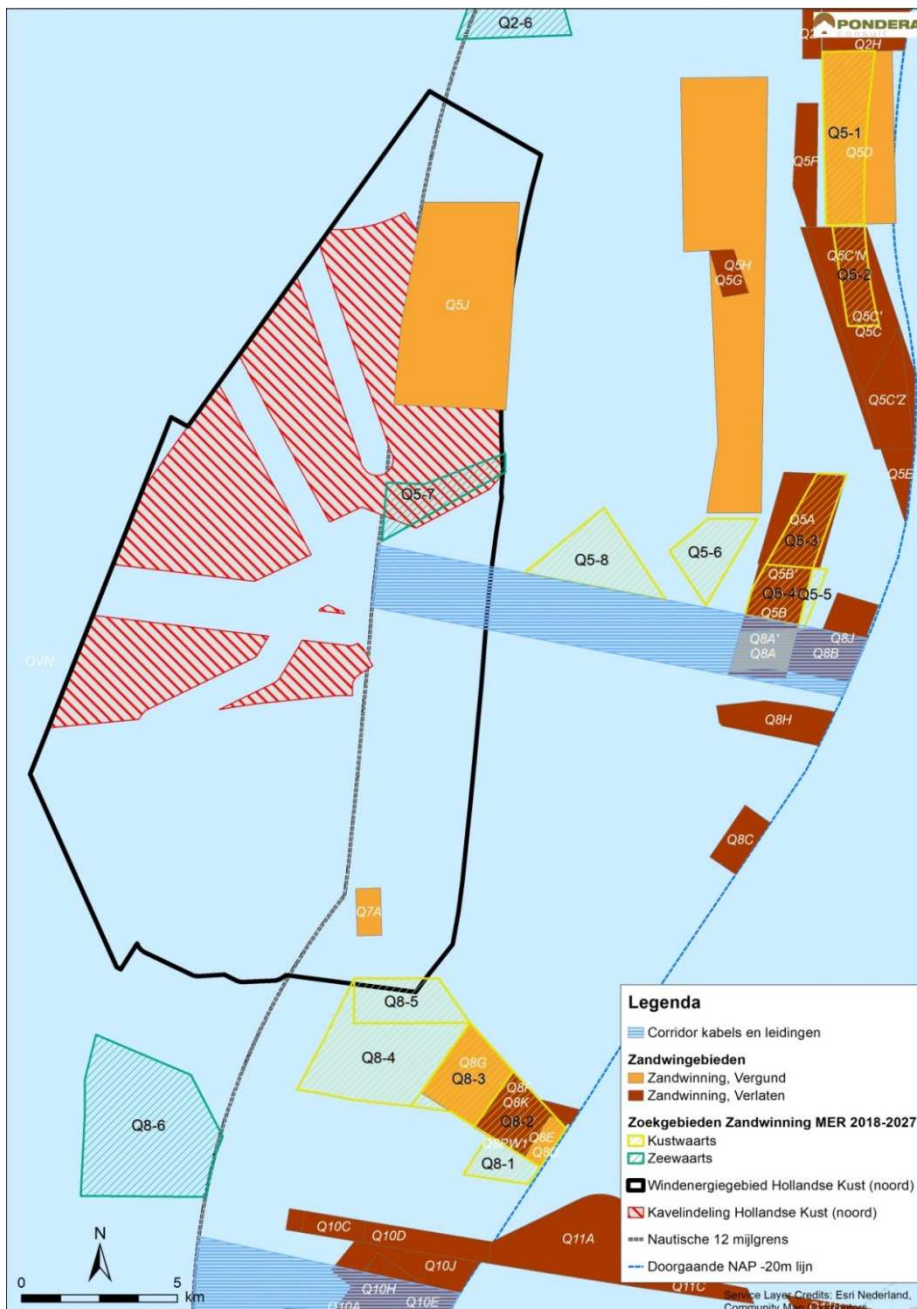 Q2-6
PONDERA
consult
Q2H
Q5-1
Q5D
Q5F
Q5C'N
Q5-2
Q5H
Q5G
Q5C'
Q5C
Q5J
Q5C'Z
Q5E
Q5-7
Q5A
Q5-3
Q5-8
Q5-6
Q5B'
Q5-4
Q5-5
Q5B
Q8A'
Q8J
Q8A
Q8B
OVN
Q8H
Q8C
Q7A
Q8-5
Q8-4
Q8G
Q8-3
Q8K
Q8-2
Q8-6
Q8PW1
Q8E
Q8-1
Q10C
Q10D
Q11A
Q10J
Q10H
Q10E
Q11C
N
0 5
km
Legenda
Corridor kabels en leidingen
Zandwingebieden
Zandwinning, Vergund
Zandwinning, Verlaten
Zoekgebieden Zandwinning MER 2018-2027
Kustwaarts
Zeewaarts
Windenergiegebied Hollandse Kust (noord)
Kavelindeling Hollandse Kust (noord)
Nautische 12 mijlgrens
Doorgaande NAP -20m lijn
Service Layer Credits: Esri Nederland,
Community Map